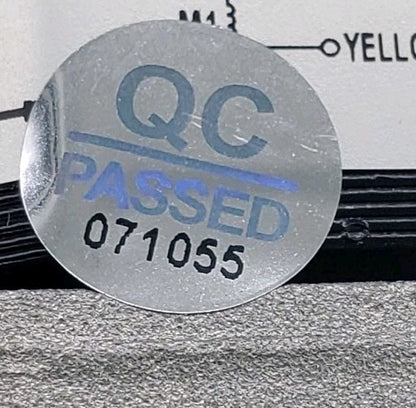 M1
YELLO
QC
PASSED
071055